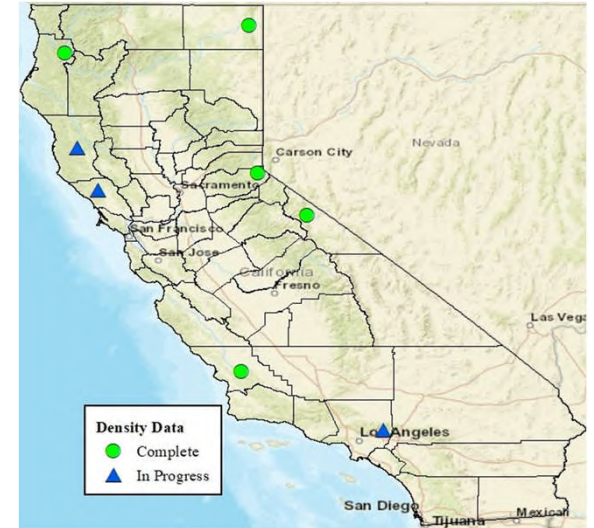 Carson City
Nevada
Sacramento
San Francisco
San Jose
California
Fresno
Las Vega
Density Data
Complete
In Progress
Los Angeles
San Diego
Tijuana
Mexicali